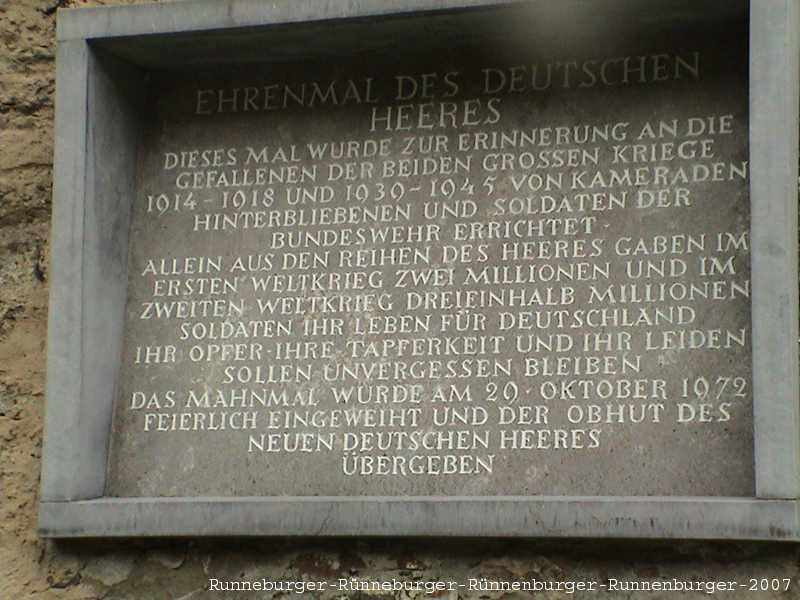 EHRENMAL DES DEUTSCHEN
HEERES
DIESES MAL WURDE ZUR ERINNERUNG AN DIE
GEFALLENEN DER BEIDEN GROSSEN KRIEGE
1914-1918 UND 1939-1945 VON KAMERADEN
HINTERBLIEBENEN UND SOLDATEN DER
BUNDESWEHR ERRICHTET·
ALLEIN AUS DEN REIHEN DES HEERES GABEN IM
ERSTEN WELTKRIEG ZWEI MILLIONEN UND IM
ZWEITEN WELTKRIEG DREIEINHALB MILLIONEN
SOLDATEN IHR LEBEN FÜR DEUTSCHLAND
IHR OPFER·IHRE TAPFERKEIT UND IHR LEIDEN
SOLLEN UNVERGESSEN BLEIBEN
DAS MAHNMAL WURDE AM 29·OKTOBER 1972
FEIERLICH EINGEWEIHT UND DER OBHUT DES
NEUEN DEUTSCHEN HEERES
ÜBERGEBEN
Runneburger-Rünneburger-Rünnenburger-Runnenburger-2007